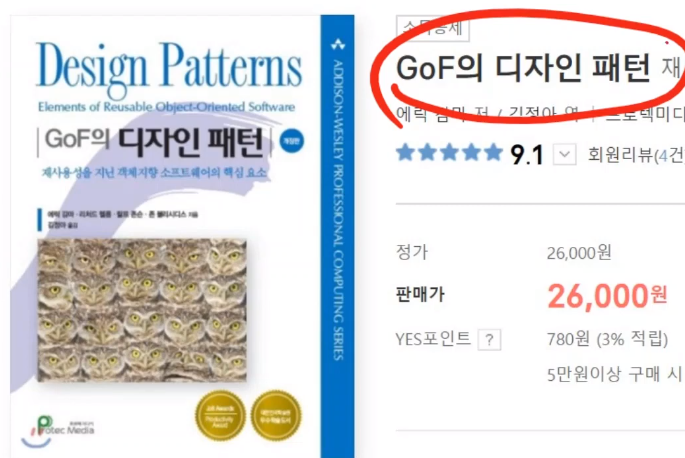 Design Patterns
Elements of Reusable Object-Oriented Software
GoF의 디자인 패턴 개정판
재사용성을 지닌 객체지향 소프트웨어의 핵심 요소
에릭 감마 · 리처드 헬름 · 랄프 존슨 · 존 블리시디스 지음
김정아 옮김
Job Awards
Productivity
Award
Protec Media
ADDISON-WESLEY PROFESSIONAL COMPUTING SERIES
소득공제
GoF의 디자인 패턴 재
에릭 감마 저 / 김정아 역 | 프로텍미디
9.1 회원리뷰(4건
정가 26,000원
판매가 26,000원
YES포인트 ? 780원 (3% 적립)
5만원이상 구매 시